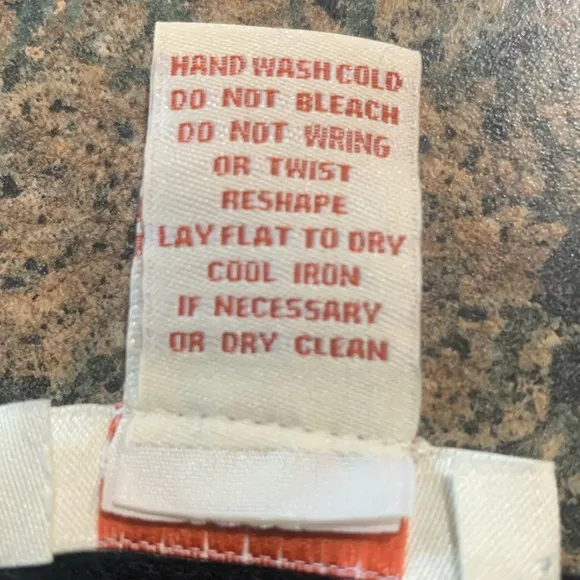 HAND WASH COLD
DO NOT BLEACH
DO NOT WRING
OR TWIST
RESHAPE
LAY FLAT TO DRY
COOL IRON
IF NECESSARY
OR DRY CLEAN